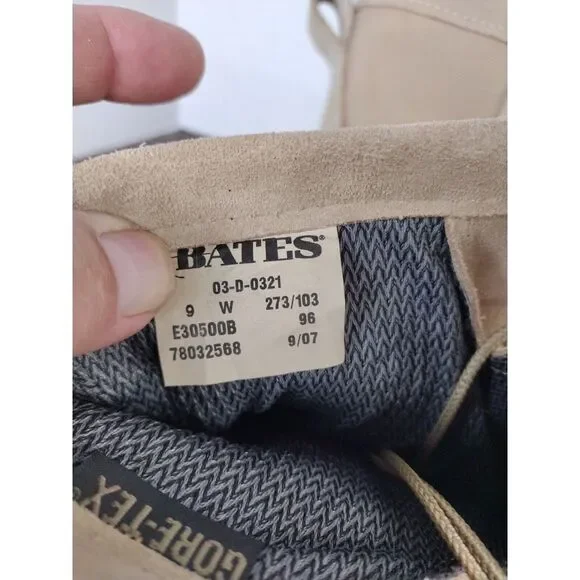 BATES®
03-D-0321
9 W 273/103
E30500B 96
78032568 9/07
GORE-TEX